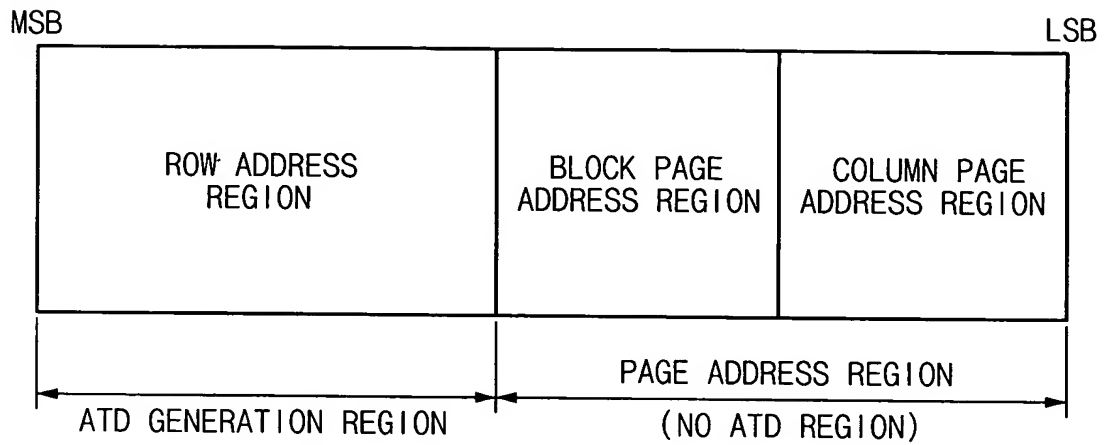 MSB
LSB
ROW ADDRESS
REGION
BLOCK PAGE
ADDRESS REGION
COLUMN PAGE
ADDRESS REGION
PAGE ADDRESS REGION
ATD GENERATION REGION
(NO ATD REGION)